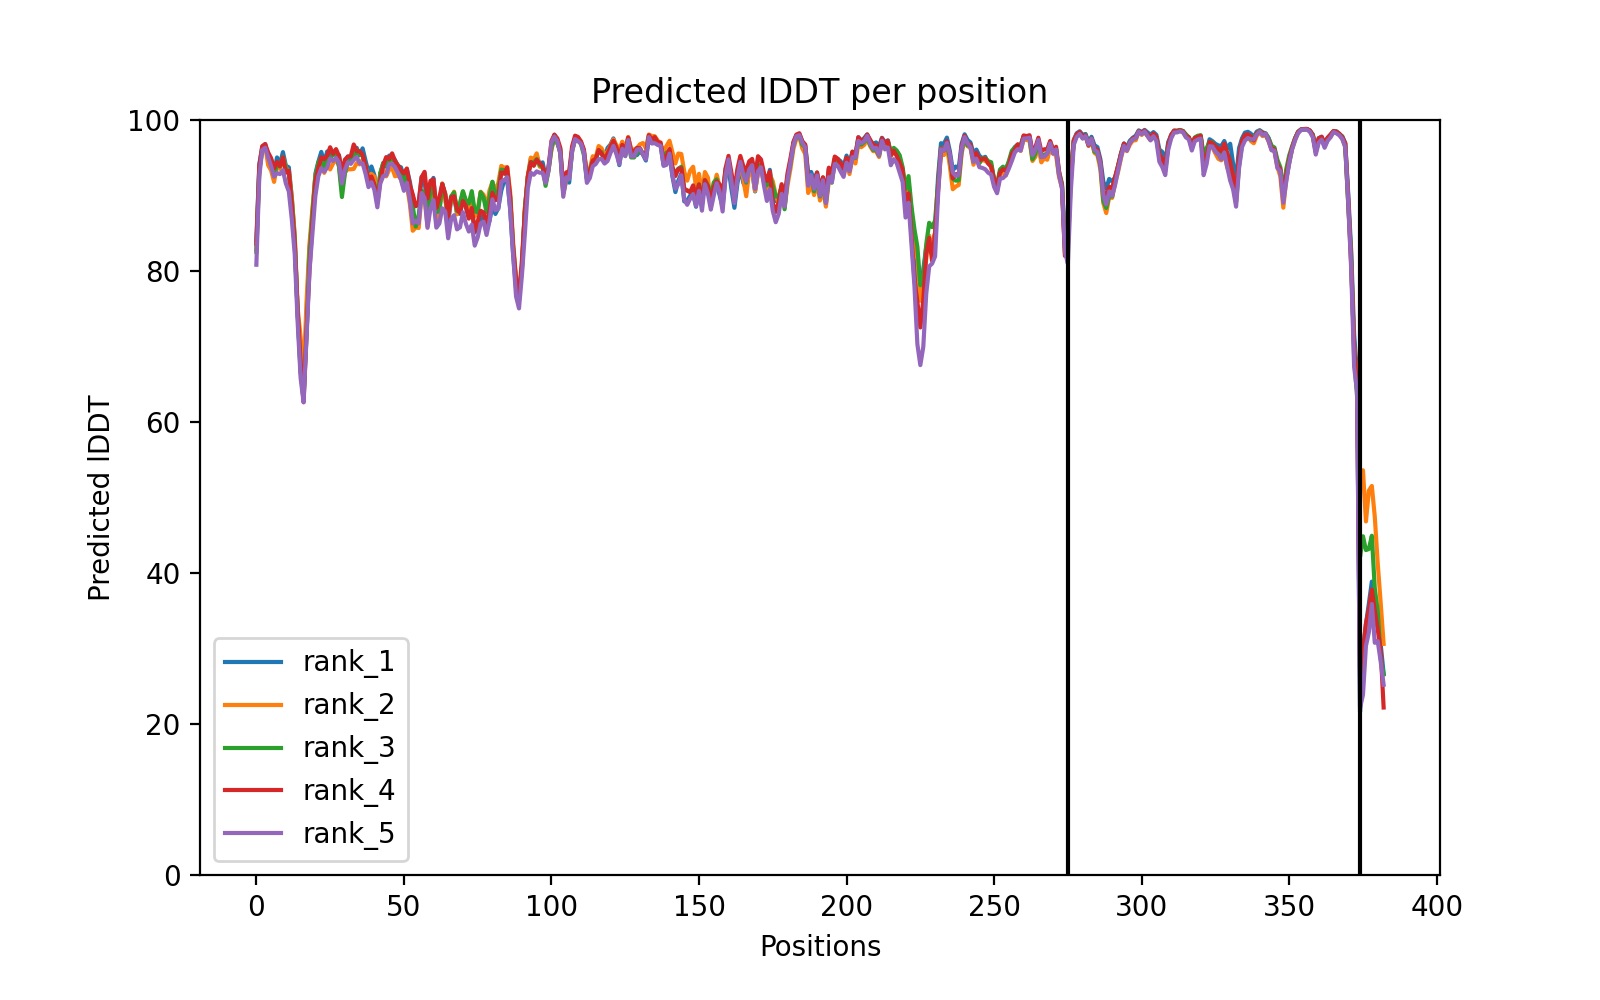 Predicted lDDT per position
100
80
60
40
20
0
Predicted lDDT
rank_1
rank_2
rank_3
rank_4
rank_5
0 50 100 150 200 250 300 350 400
Positions